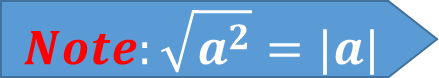 Note: √a² = |a|